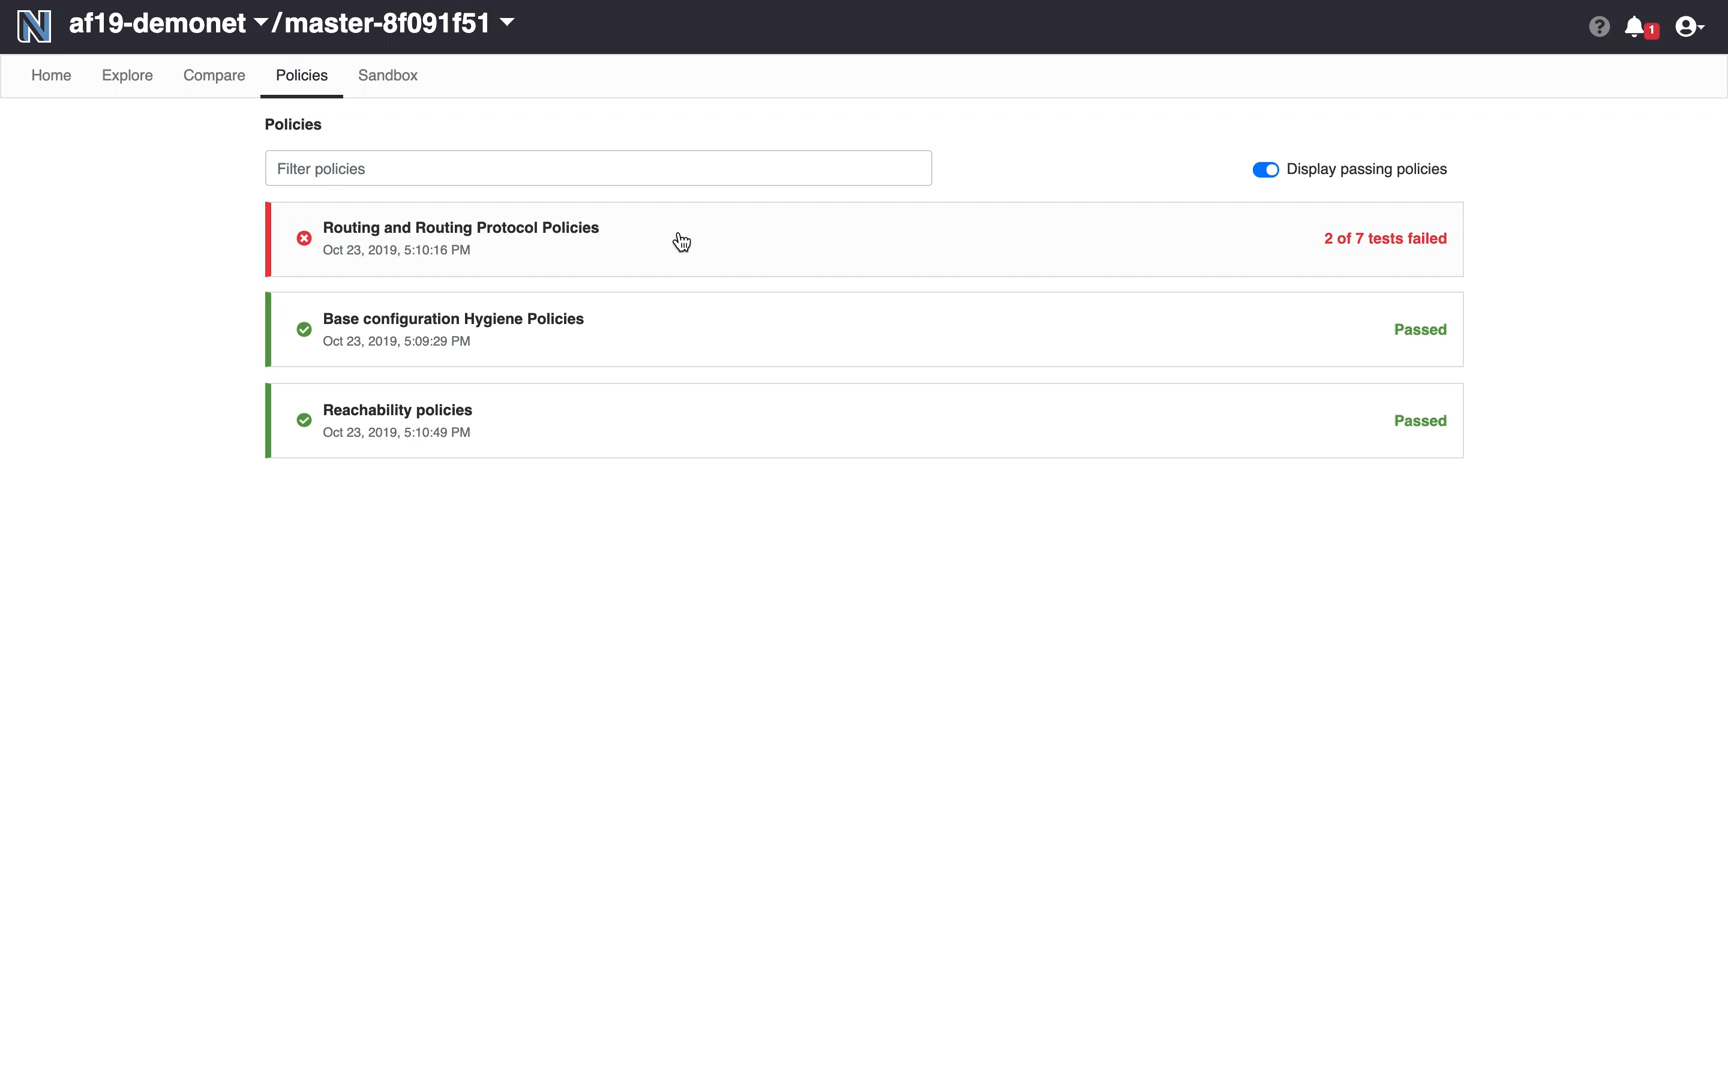 af19-demonet /master-8f091f51
1
Home Explore Compare Policies Sandbox
Policies
Filter policies
Display passing policies
Routing and Routing Protocol Policies
Oct 23, 2019, 5:10:16 PM
2 of 7 tests failed
Base configuration Hygiene Policies
Oct 23, 2019, 5:09:29 PM
Passed
Reachability policies
Oct 23, 2019, 5:10:49 PM
Passed